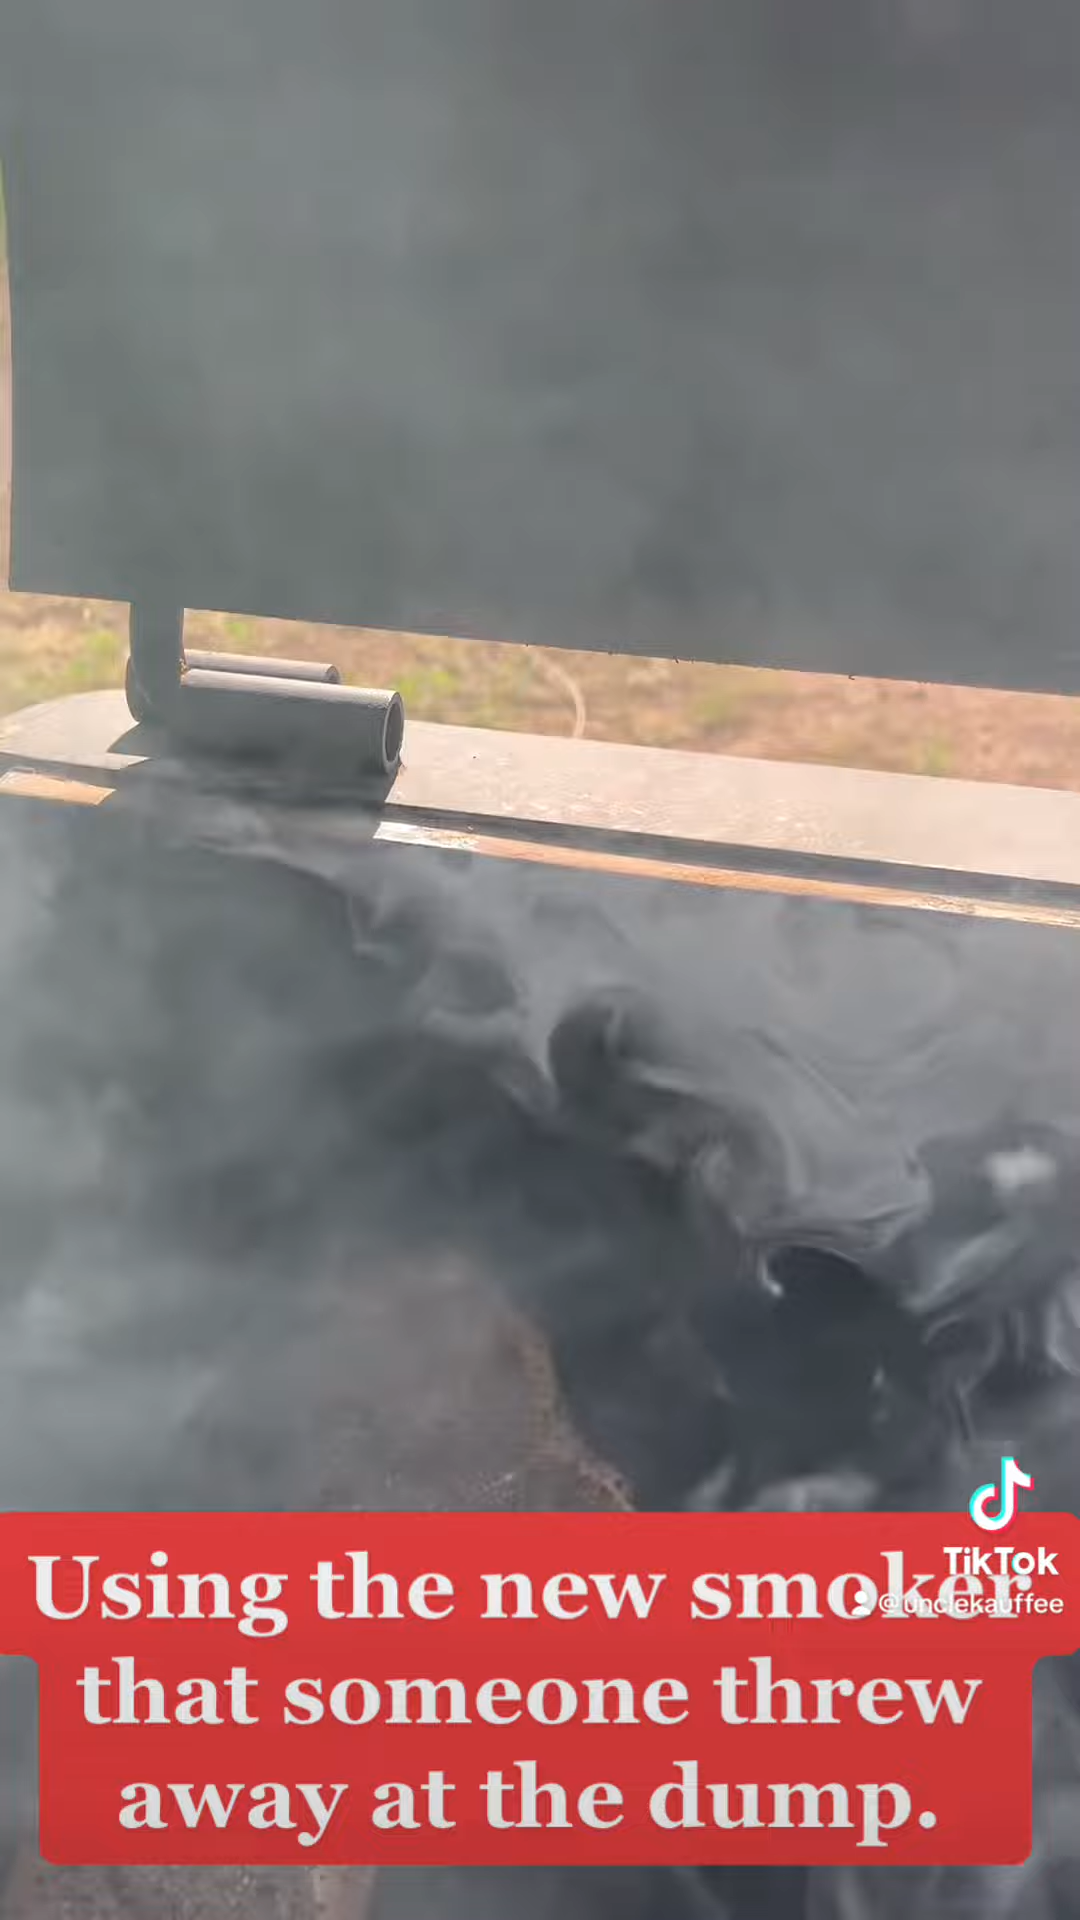 Using the new smoker
that someone threw
away at the dump.
TikTok
@unclekauffee